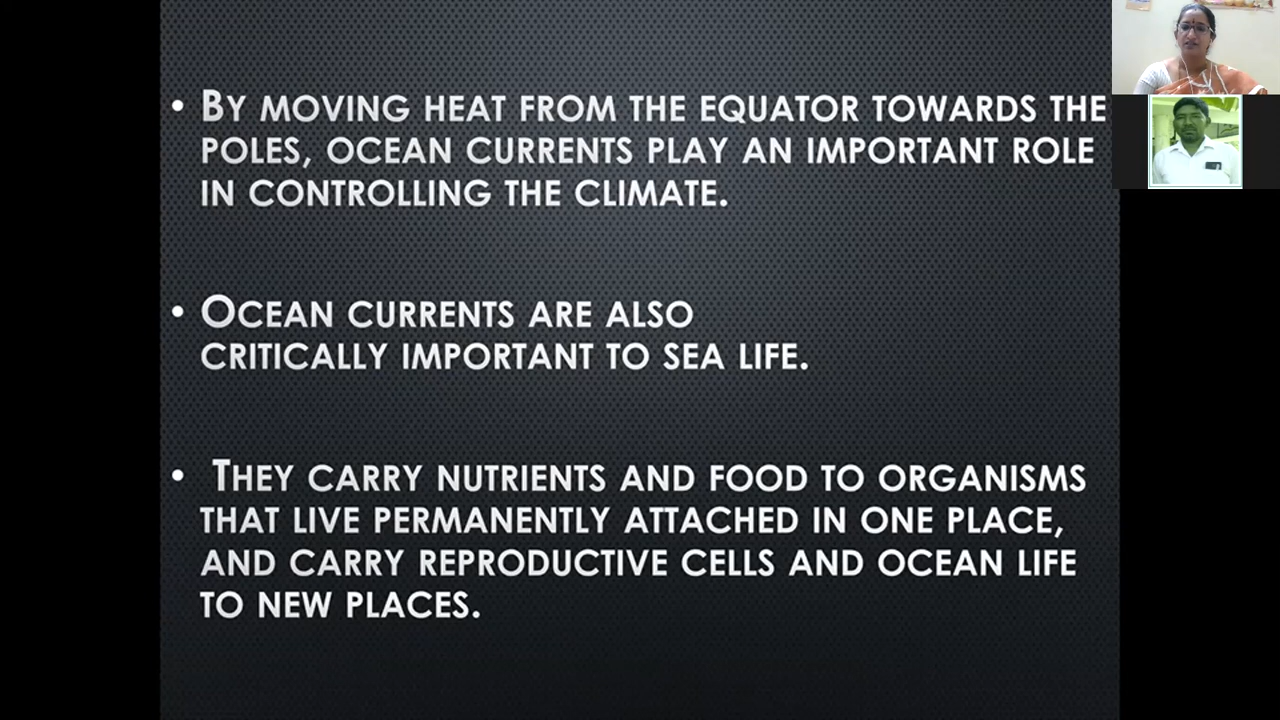 • BY MOVING HEAT FROM THE EQUATOR TOWARDS THE
POLES, OCEAN CURRENTS PLAY AN IMPORTANT ROLE
IN CONTROLLING THE CLIMATE.
• OCEAN CURRENTS ARE ALSO
CRITICALLY IMPORTANT TO SEA LIFE.
• THEY CARRY NUTRIENTS AND FOOD TO ORGANISMS
THAT LIVE PERMANENTLY ATTACHED IN ONE PLACE,
AND CARRY REPRODUCTIVE CELLS AND OCEAN LIFE
TO NEW PLACES.